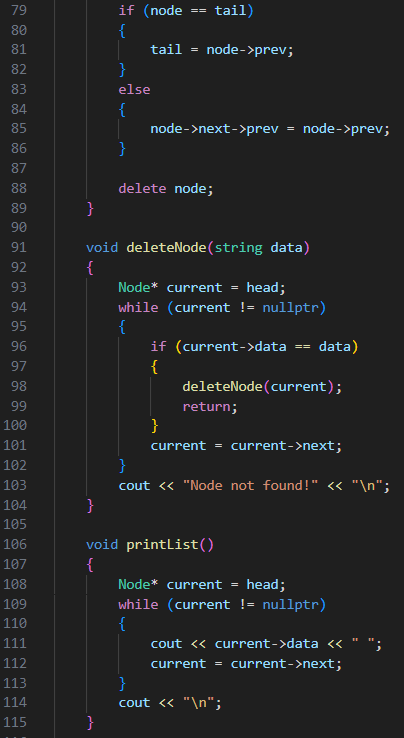 79 if (node == tail)
80 {
81 tail = node->prev;
82 }
83 else
84 {
85 node->next->prev = node->prev;
86 }
87
88 delete node;
89 }
90
91 void deleteNode(string data)
92 {
93 Node* current = head;
94 while (current != nullptr)
95 {
96 if (current->data == data)
97 {
98 deleteNode(current);
99 return;
100 }
101 current = current->next;
102 }
103 cout << "Node not found!" << "\n";
104 }
105
106 void printList()
107 {
108 Node* current = head;
109 while (current != nullptr)
110 {
111 cout << current->data << " ";
112 current = current->next;
113 }
114 cout << "\n";
115 }